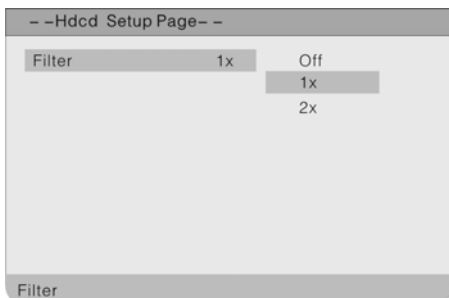 – –Hdcd Setup Page– –
Filter 1x Off
1x
2x
Filter